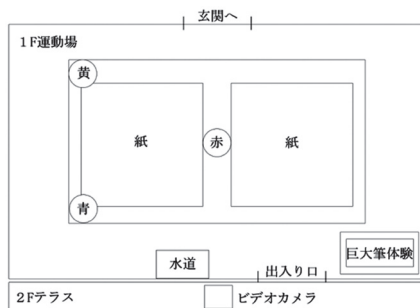 玄関へ
1F運動場
黄
紙
赤
紙
青
水道
出入り口
巨大筆体験
2Fテラス
ビデオカメラ